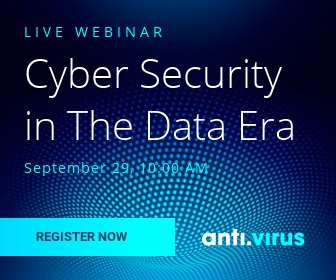 LIVE WEBINAR
Cyber Security
in The Data Era
September 29, 10:00 AM
REGISTER NOW
anti.virus